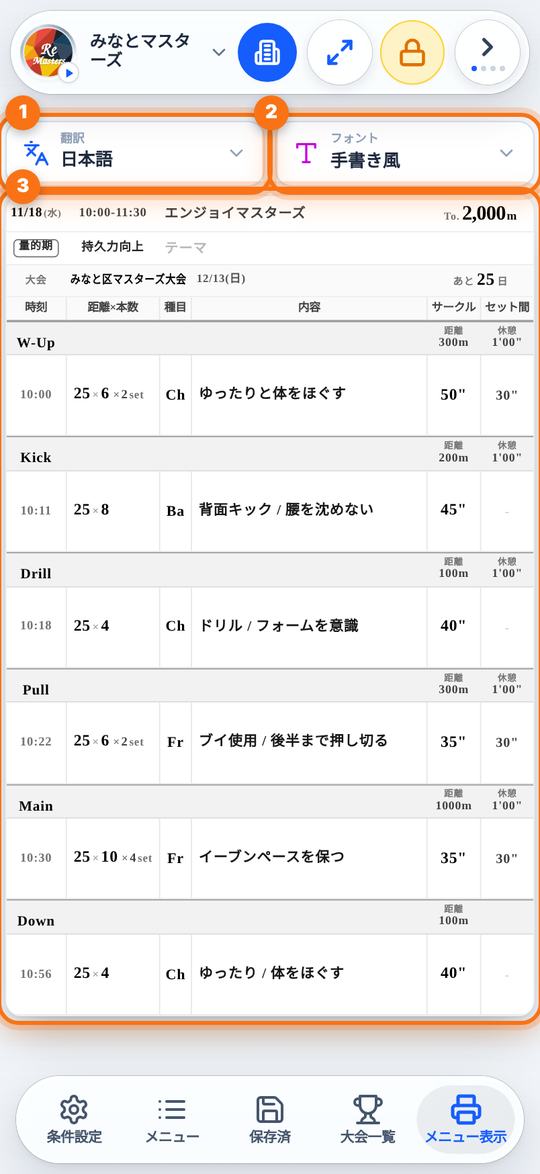 Re
Masters
みなとマスターズ
1
2
翻訳
日本語
フォント
手書き風
3
11/18(水) 10:00-11:30 エンジョイマスターズ To. 2,000m
量的期 持久力向上 テーマ
大会 みなと区マスターズ大会 12/13(日) あと 25 日
時刻 距離×本数 種目 内容 サークル セット間
W-Up 距離 300m 休憩 1'00"
10:00 25×6 ×2set Ch ゆったりと体をほぐす 50" 30"
Kick 距離 200m 休憩 1'00"
10:11 25×8 Ba 背面キック / 腰を沈めない 45" -
Drill 距離 100m 休憩 1'00"
10:18 25×4 Ch ドリル / フォームを意識 40" -
Pull 距離 300m 休憩 1'00"
10:22 25×6 ×2set Fr ブイ使用 / 後半まで押し切る 35" 30"
Main 距離 1000m 休憩 1'00"
10:30 25×10 ×4set Fr イーブンペースを保つ 35" 30"
Down 距離 100m
10:56 25×4 Ch ゆったり / 体をほぐす 40" -
条件設定 メニュー 保存済 大会一覧 メニュー表示